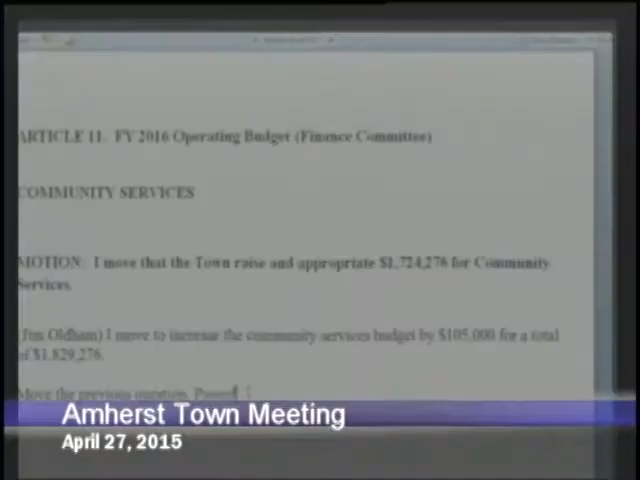 ARTICLE 11. FY 2016 Operating Budget (Finance Committee)
COMMUNITY SERVICES
MOTION: I move that the Town raise and appropriate $1,724,276 for Community
Services.
(Jim Oldham) I move to increase the community services budget by $105,000 for a total
of $1,829,276.
Move the previous question. Passed
Amherst Town Meeting
April 27, 2015